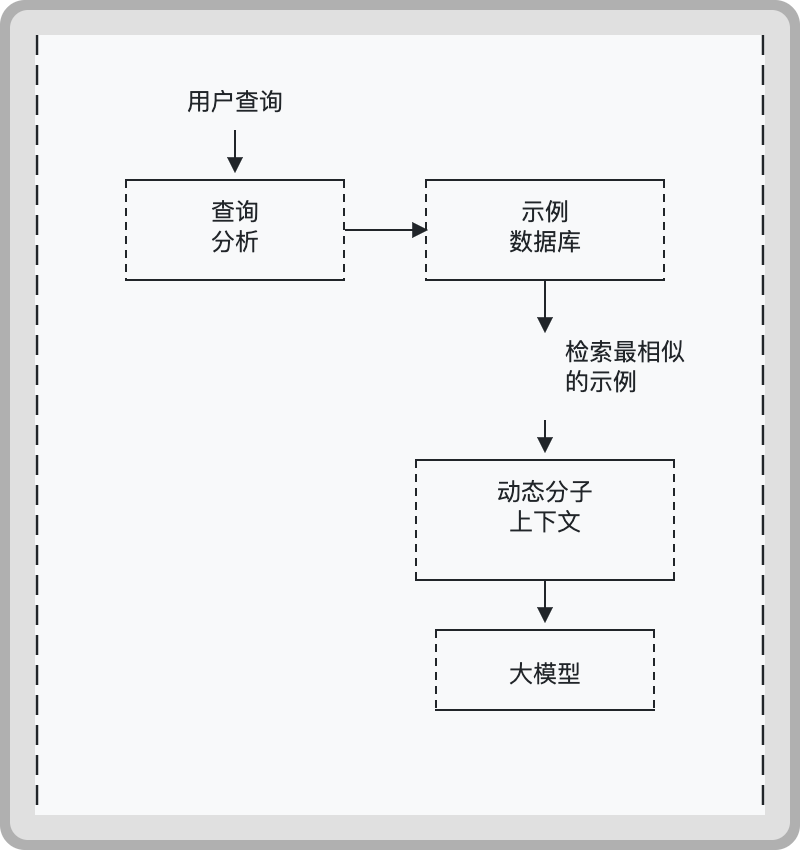 用户查询
查询
分析
示例
数据库
检索最相似
的示例
动态分子
上下文
大模型